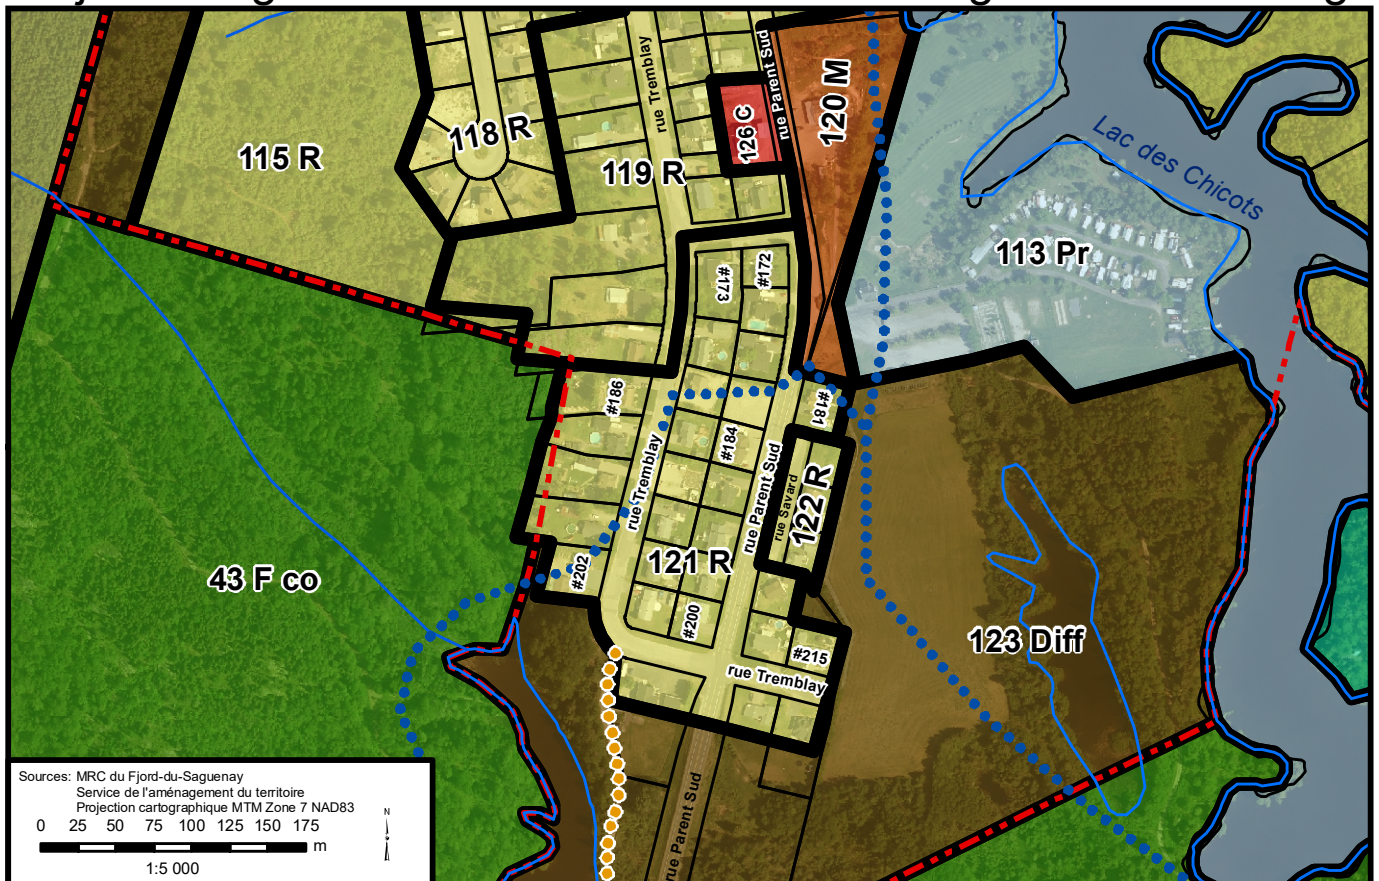 115 R
118 R
119 R
rue Tremblay
126 C
rue Parent Sud
120 M
Lac des Chicots
113 Pr
#173
#172
#186
#184
#181
rue Tremblay
rue Parent Sud
rue Savard
122 R
121 R
#202
#200
43 F co
123 Diff
#215
rue Tremblay
rue Parent Sud
Sources: MRC du Fjord-du-Saguenay
Service de l'aménagement du territoire
Projection cartographique MTM Zone 7 NAD83
0 25 50 75 100 125 150 175
m
1:5 000
N